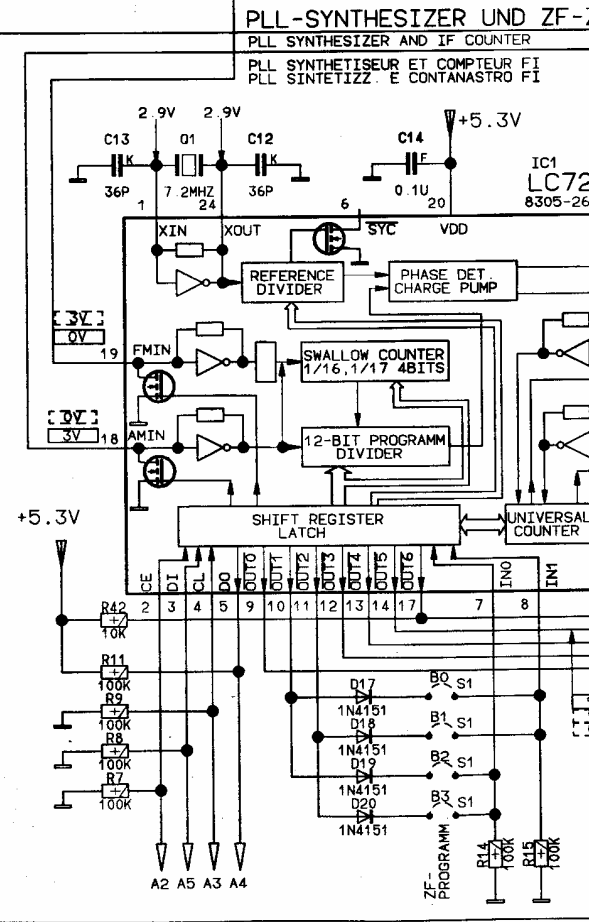 PLL-SYNTHESIZER UND ZF-
PLL SYNTHESIZER AND IF COUNTER
PLL SYNTHETISEUR ET COMPTEUR FI
PLL SINTETIZZ. E CONTANASTRO FI
2.9V 2.9V
+5.3V
C13 Q1 C12 C14
K K F
36P 7.2MHZ 36P 0.1U
IC1
LC72
8305-26
1 24 6 20
XIN XOUT SYC VDD
REFERENCE
DIVIDER
PHASE DET.
CHARGE PUMP
3V
0V
19 FMIN
SWALLOW COUNTER
1/16,1/17 4BITS
0V
3V
18 AMIN
12-BIT PROGRAMM
DIVIDER
+5.3V
SHIFT REGISTER
LATCH
UNIVERSAL
COUNTER
CE DI CL DO OUT0 OUT1 OUT2 OUT3 OUT4 OUT5 OUT6 IN0 IN1
2 3 4 5 9 10 11 12 13 14 17 7 8
R42
10K
R11
100K
R9
100K
R8
100K
R7
100K
D17 B0 S1
1N4151
D18 B1 S1
1N4151
D19 B2 S1
1N4151
D20 B3 S1
1N4151
ZF-
PROGRAMM.
R14 100K
R15 100K
A2 A5 A3 A4